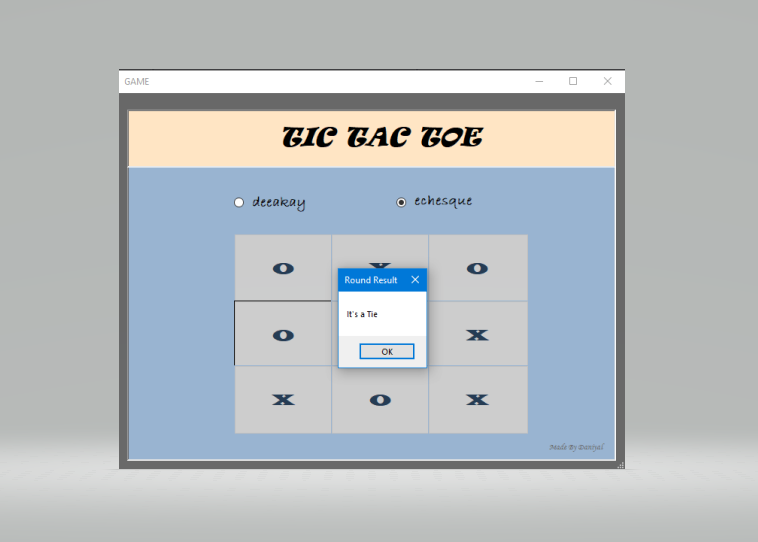 GAME
TIC TAC TOE
deeakay
echesque
O X O
Round Result
It's a Tie
OK
O X
X O X
Made By Daniyal